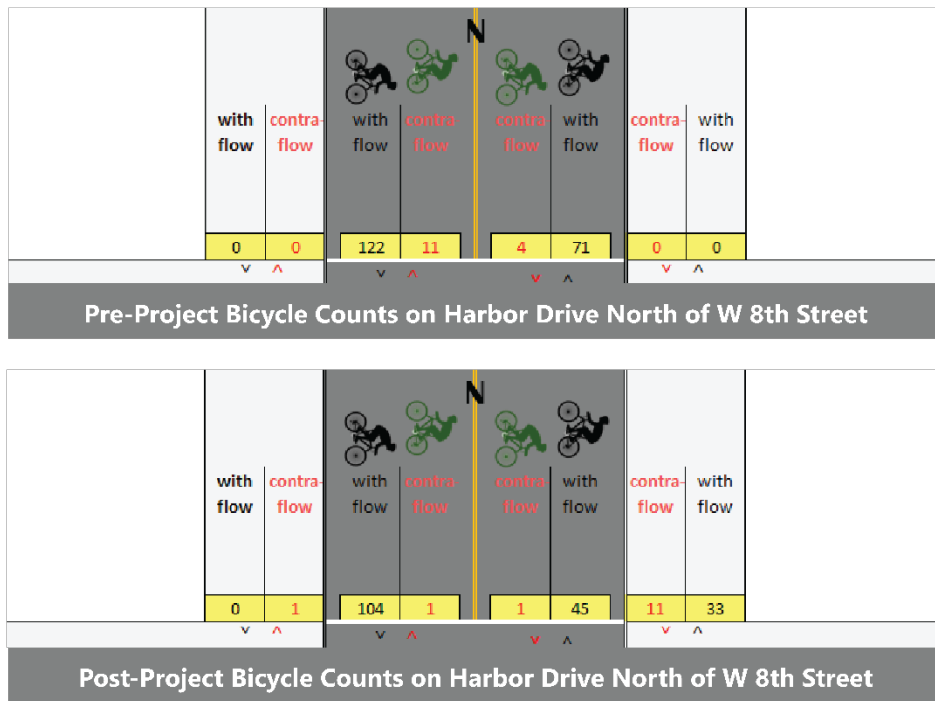 N
with contra- with contra- contra- with contra- with
flow flow flow flow flow flow flow flow
0 0 122 11 4 71 0 0
v ^ v ^ v ^ v ^
Pre-Project Bicycle Counts on Harbor Drive North of W 8th Street
N
with contra- with contra- contra- with contra- with
flow flow flow flow flow flow flow flow
0 1 104 1 1 45 11 33
v ^ v ^ v ^ v ^
Post-Project Bicycle Counts on Harbor Drive North of W 8th Street